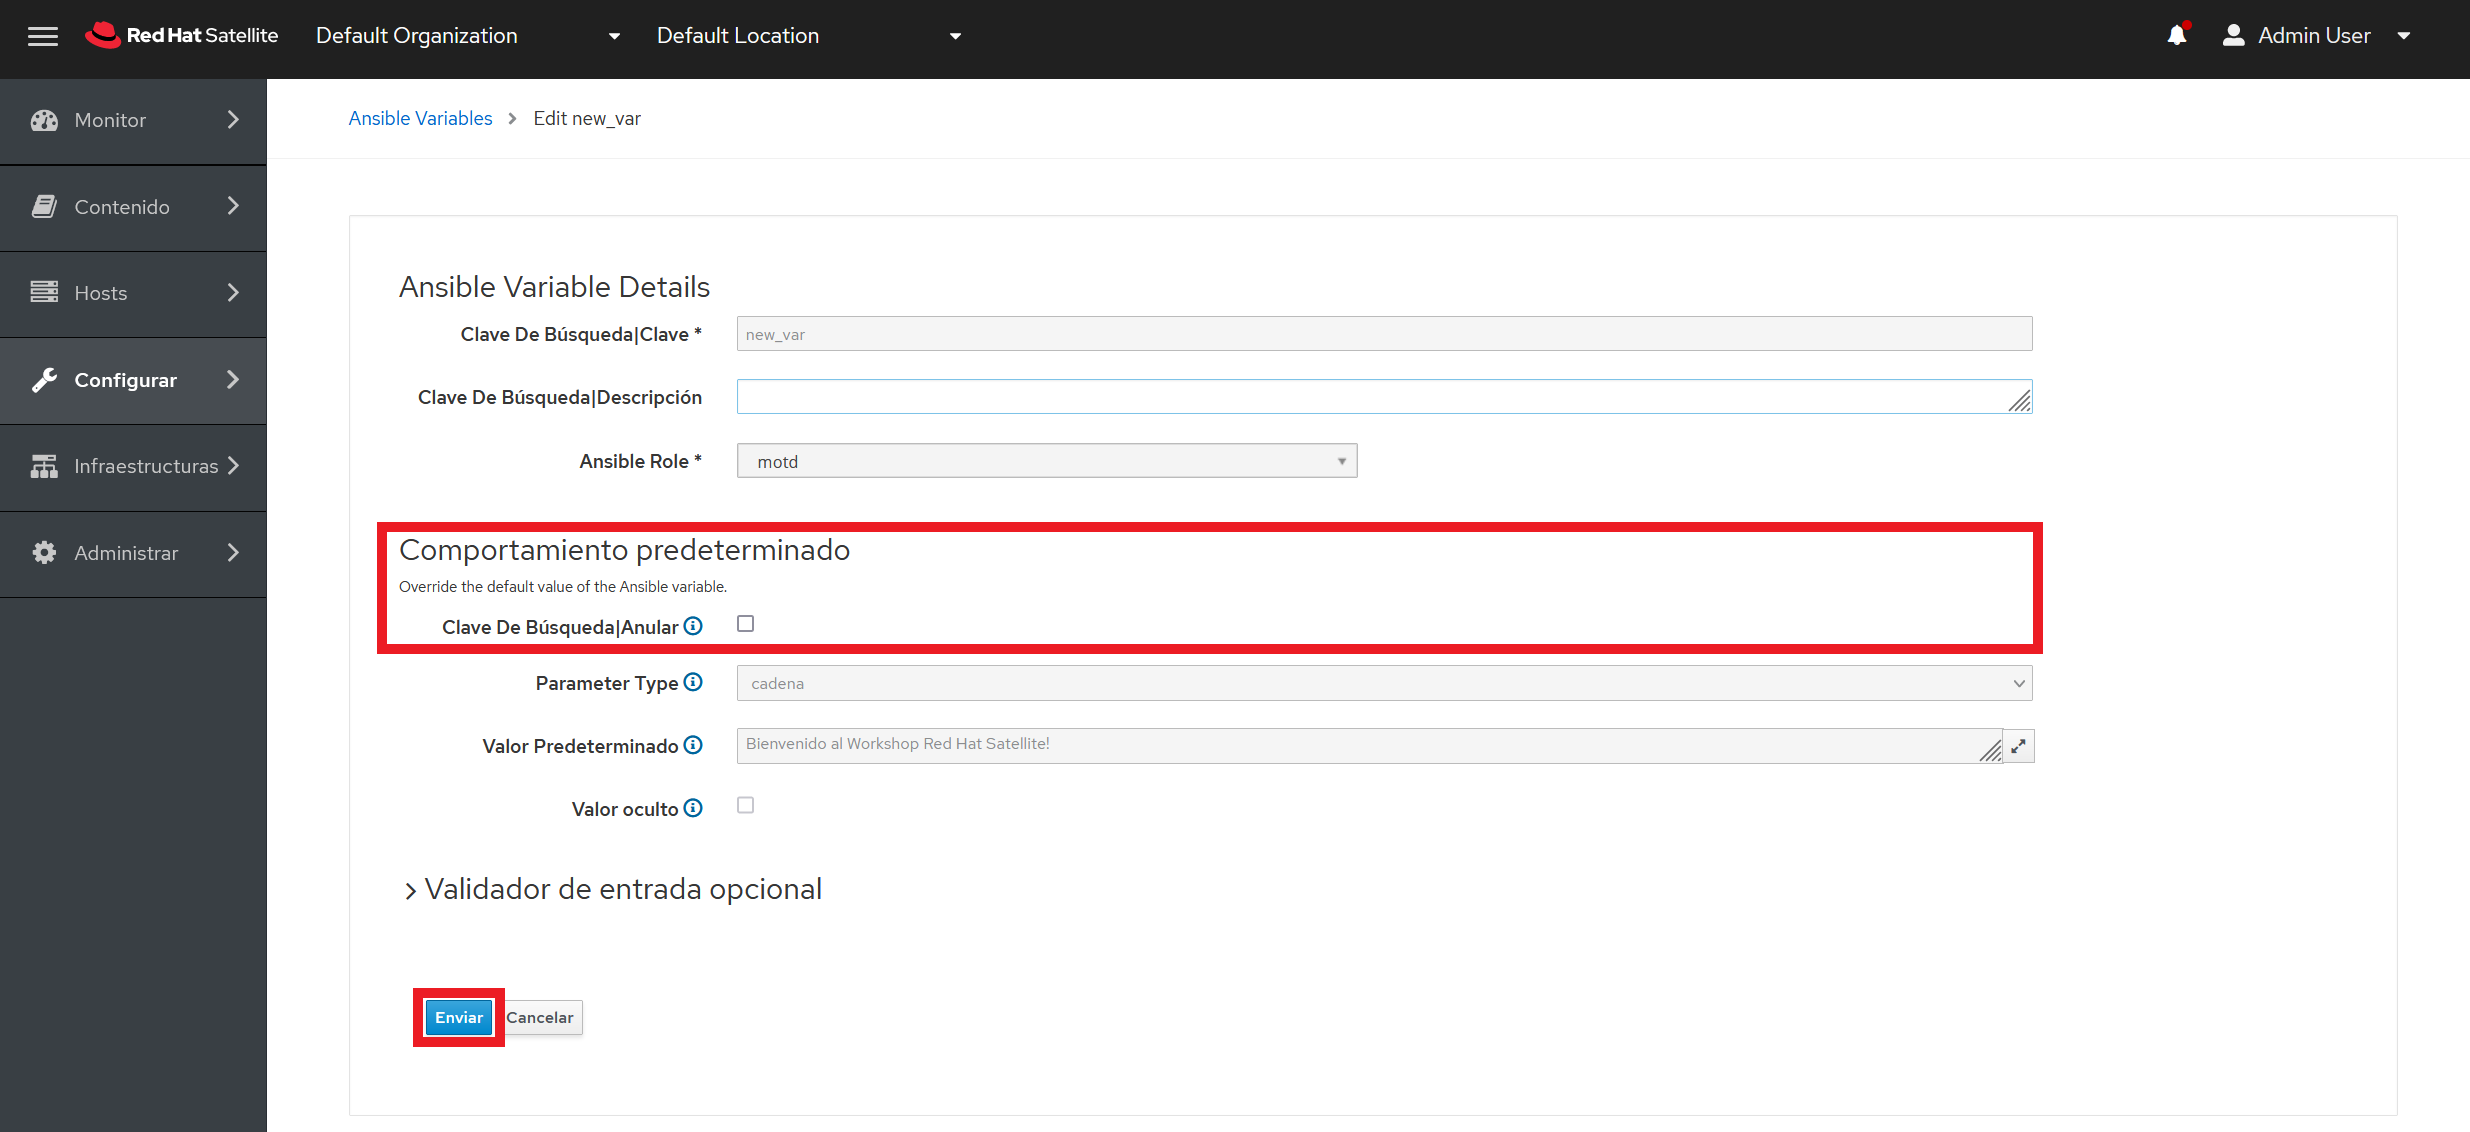 Red Hat Satellite Default Organization Default Location Admin User
Monitor
Contenido
Hosts
Configurar
Infraestructuras
Administrar
Ansible Variables Edit new_var
Ansible Variable Details
Clave De Búsqueda|Clave * new_var
Clave De Búsqueda|Descripción
Ansible Role * motd
Comportamiento predeterminado
Override the default value of the Ansible variable.
Clave De Búsqueda|Anular
Parameter Type cadena
Valor Predeterminado Bienvenido al Workshop Red Hat Satellite!
Valor oculto
Validador de entrada opcional
Enviar Cancelar